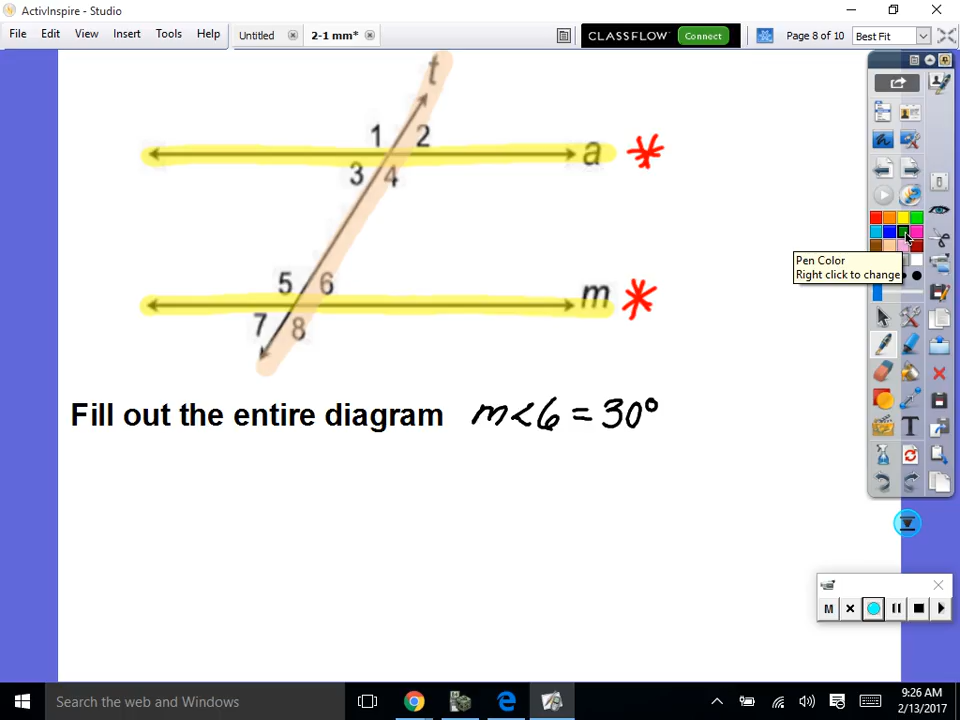 ActivInspire - Studio
File Edit View Insert Tools Help Untitled 2-1 mm* CLASSFLOW Connect Page 8 of 10 Best Fit
t
1 2
a
3 4
Pen Color
Right click to change
5 6
m
7 8
Fill out the entire diagram m<6 = 30°
M
Search the web and Windows
9:26 AM
2/13/2017